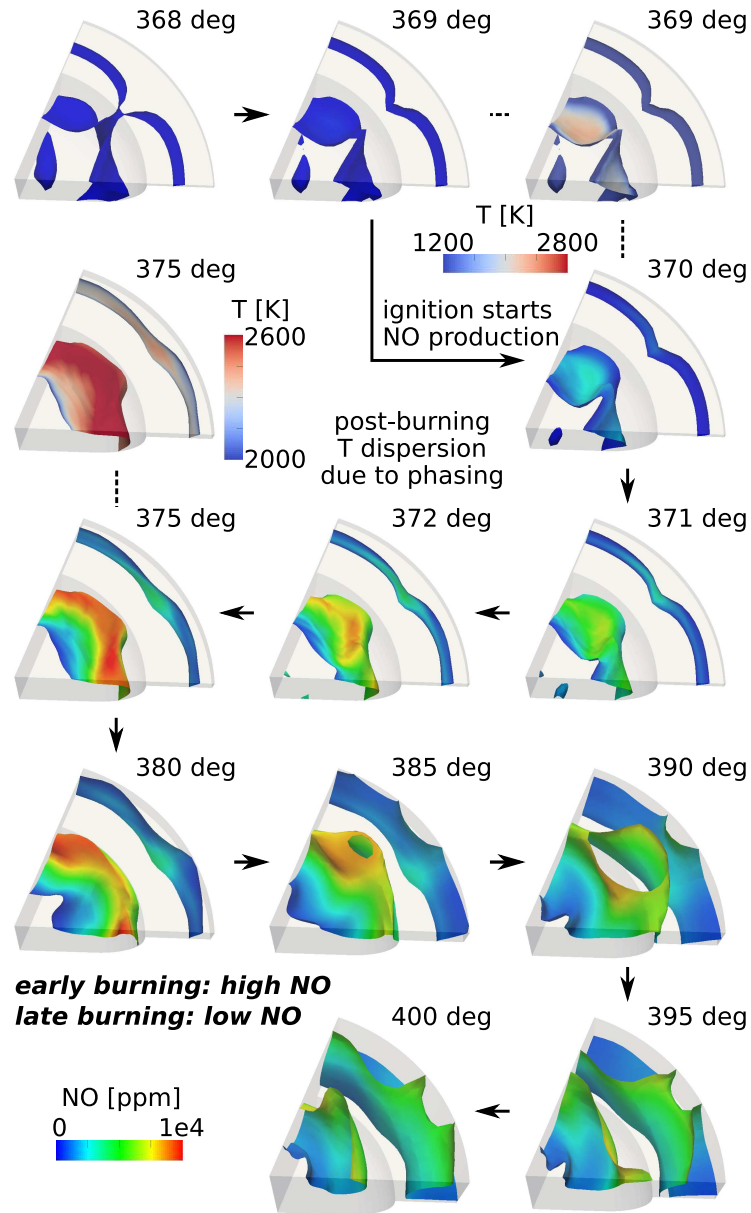 368 deg
369 deg
369 deg
T [K]
1200
2800
375 deg
370 deg
T [K]
2600
2000
ignition starts
NO production
post-burning
T dispersion
due to phasing
375 deg
372 deg
371 deg
380 deg
385 deg
390 deg
early burning: high NO
late burning: low NO
400 deg
395 deg
NO [ppm]
0
1e4